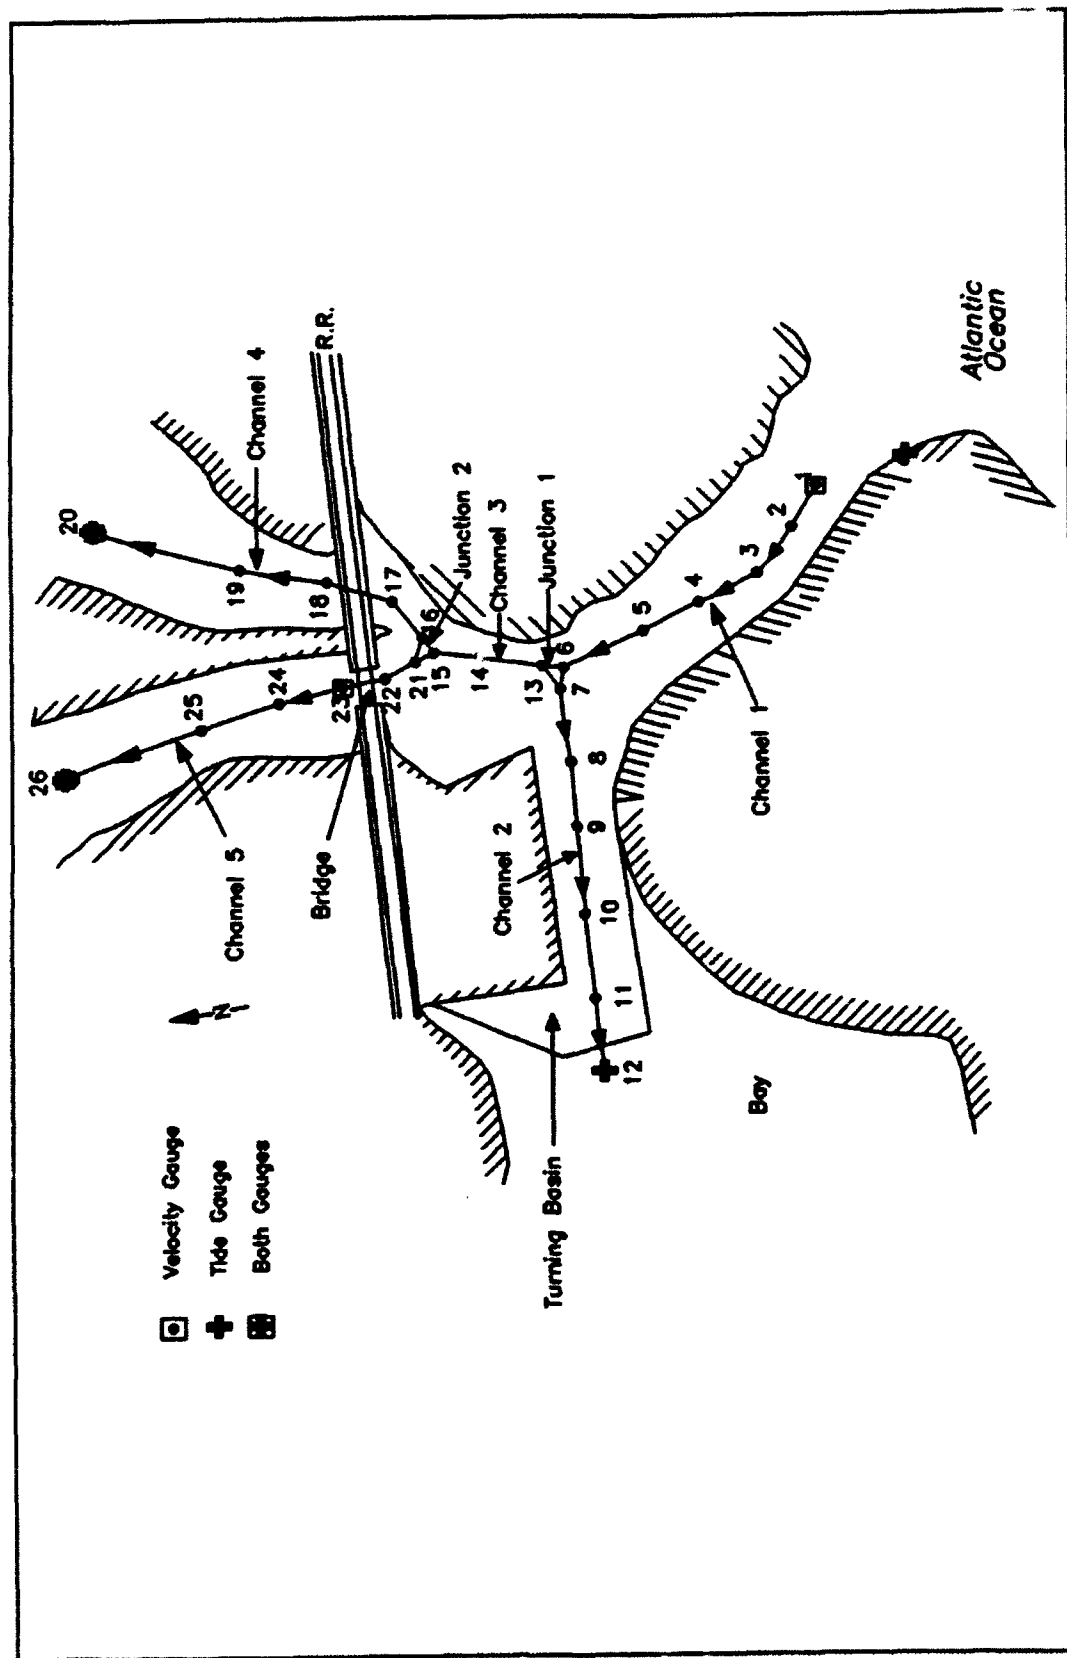 Velocity Gauge
Tide Gauge
Both Gauges
N
26
25
24
23
22
21
20
19
18
17
16
15
14
13
12
11
10
9
8
7
6
5
4
3
2
1
Channel 5
Bridge
Channel 4
R.R.
Junction 2
Channel 3
Junction 1
Channel 2
Turning Basin
Channel 1
Bay
Atlantic
Ocean